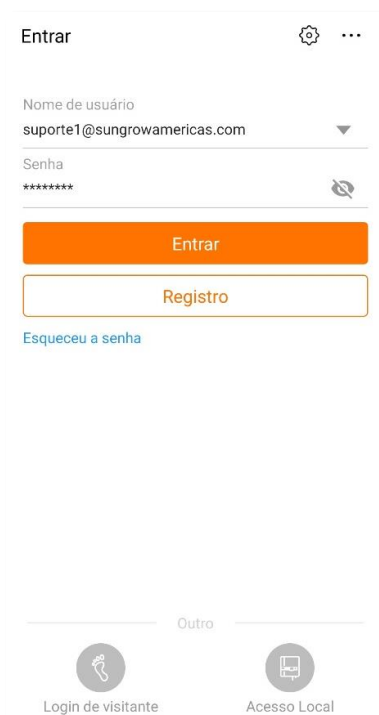 Entrar
Nome de usuário
suporte1@sungrowamericas.com
Senha
********
Entrar
Registro
Esqueceu a senha
Outro
Login de visitante
Acesso Local